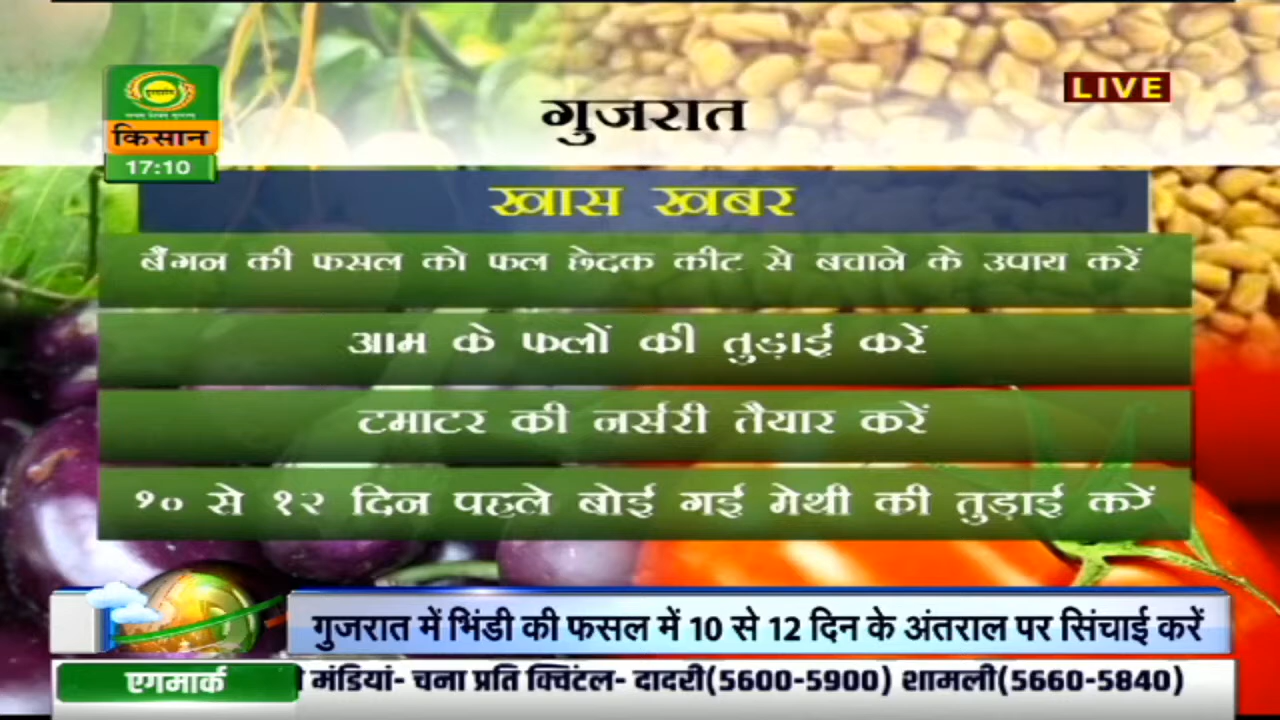 किसान
17:10
LIVE
गुजरात
खास खबर
बैंगन की फसल को फल छेदक कीट से बचाने के उपाय करें
आम के फलों की तुड़ाई करें
टमाटर की नर्सरी तैयार करें
१० से १२ दिन पहले बोई गई मेथी की तुड़ाई करें
गुजरात में भिंडी की फसल में 10 से 12 दिन के अंतराल पर सिंचाई करें
एगमार्क
मंडियां- चना प्रति क्विंटल- दादरी(5600-5900) शामली(5660-5840)